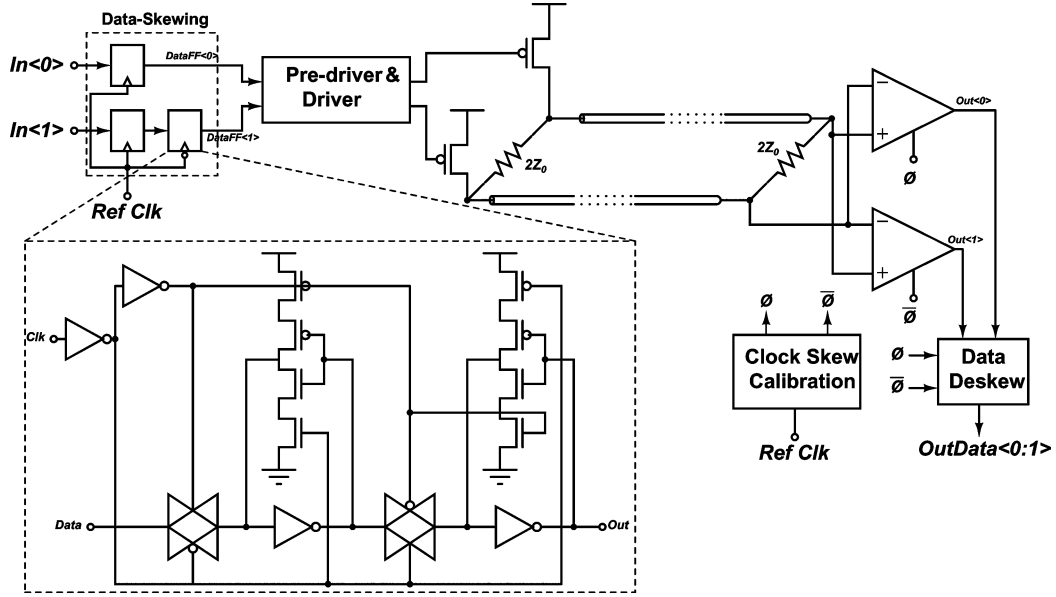 Data-Skewing
In<0>
DataFF<0>
Pre-driver &
Driver
In<1>
DataFF<1>
Ref Clk
2Z0
2Z0
−
+
Out<0>
Ø
−
+
Out<1>
Ø̅
Ø
Ø̅
Clock Skew
Calibration
Ref Clk
Ø
Ø̅
Data
Deskew
OutData<0:1>
Clk
Data
Out